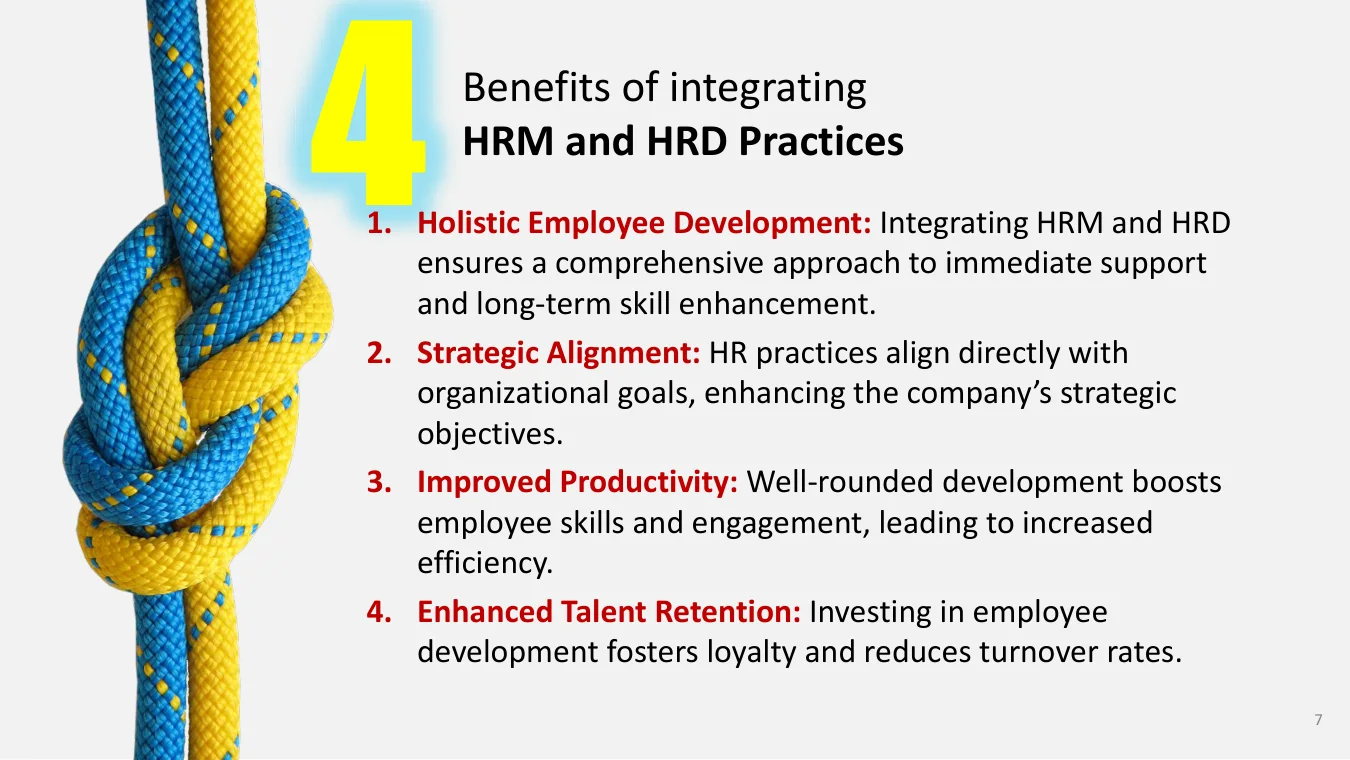 4
Benefits of integrating
HRM and HRD Practices
1. Holistic Employee Development: Integrating HRM and HRD
ensures a comprehensive approach to immediate support
and long-term skill enhancement.
2. Strategic Alignment: HR practices align directly with
organizational goals, enhancing the company’s strategic
objectives.
3. Improved Productivity: Well-rounded development boosts
employee skills and engagement, leading to increased
efficiency.
4. Enhanced Talent Retention: Investing in employee
development fosters loyalty and reduces turnover rates.
7